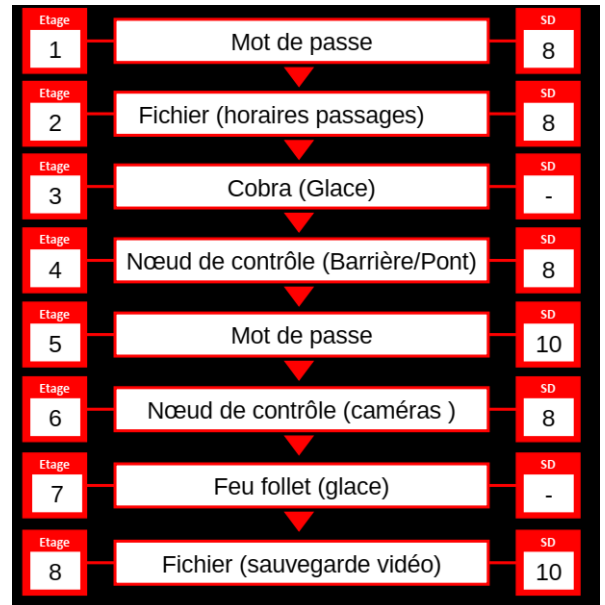 Etage
SD
1
Mot de passe
8
Etage
SD
2
Fichier (horaires passages)
8
Etage
SD
3
Cobra (Glace)
-
Etage
SD
4
Nœud de contrôle (Barrière/Pont)
8
Etage
SD
5
Mot de passe
10
Etage
SD
6
Nœud de contrôle (caméras )
8
Etage
SD
7
Feu follet (glace)
-
Etage
SD
8
Fichier (sauvegarde vidéo)
10